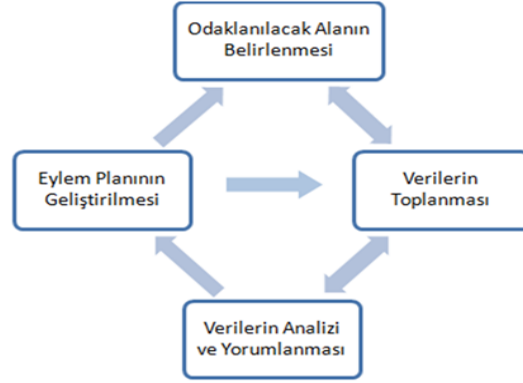 Odaklanılacak Alanın
Belirlenmesi
Eylem Planının
Geliştirilmesi
Verilerin
Toplanması
Verilerin Analizi
ve Yorumlanması